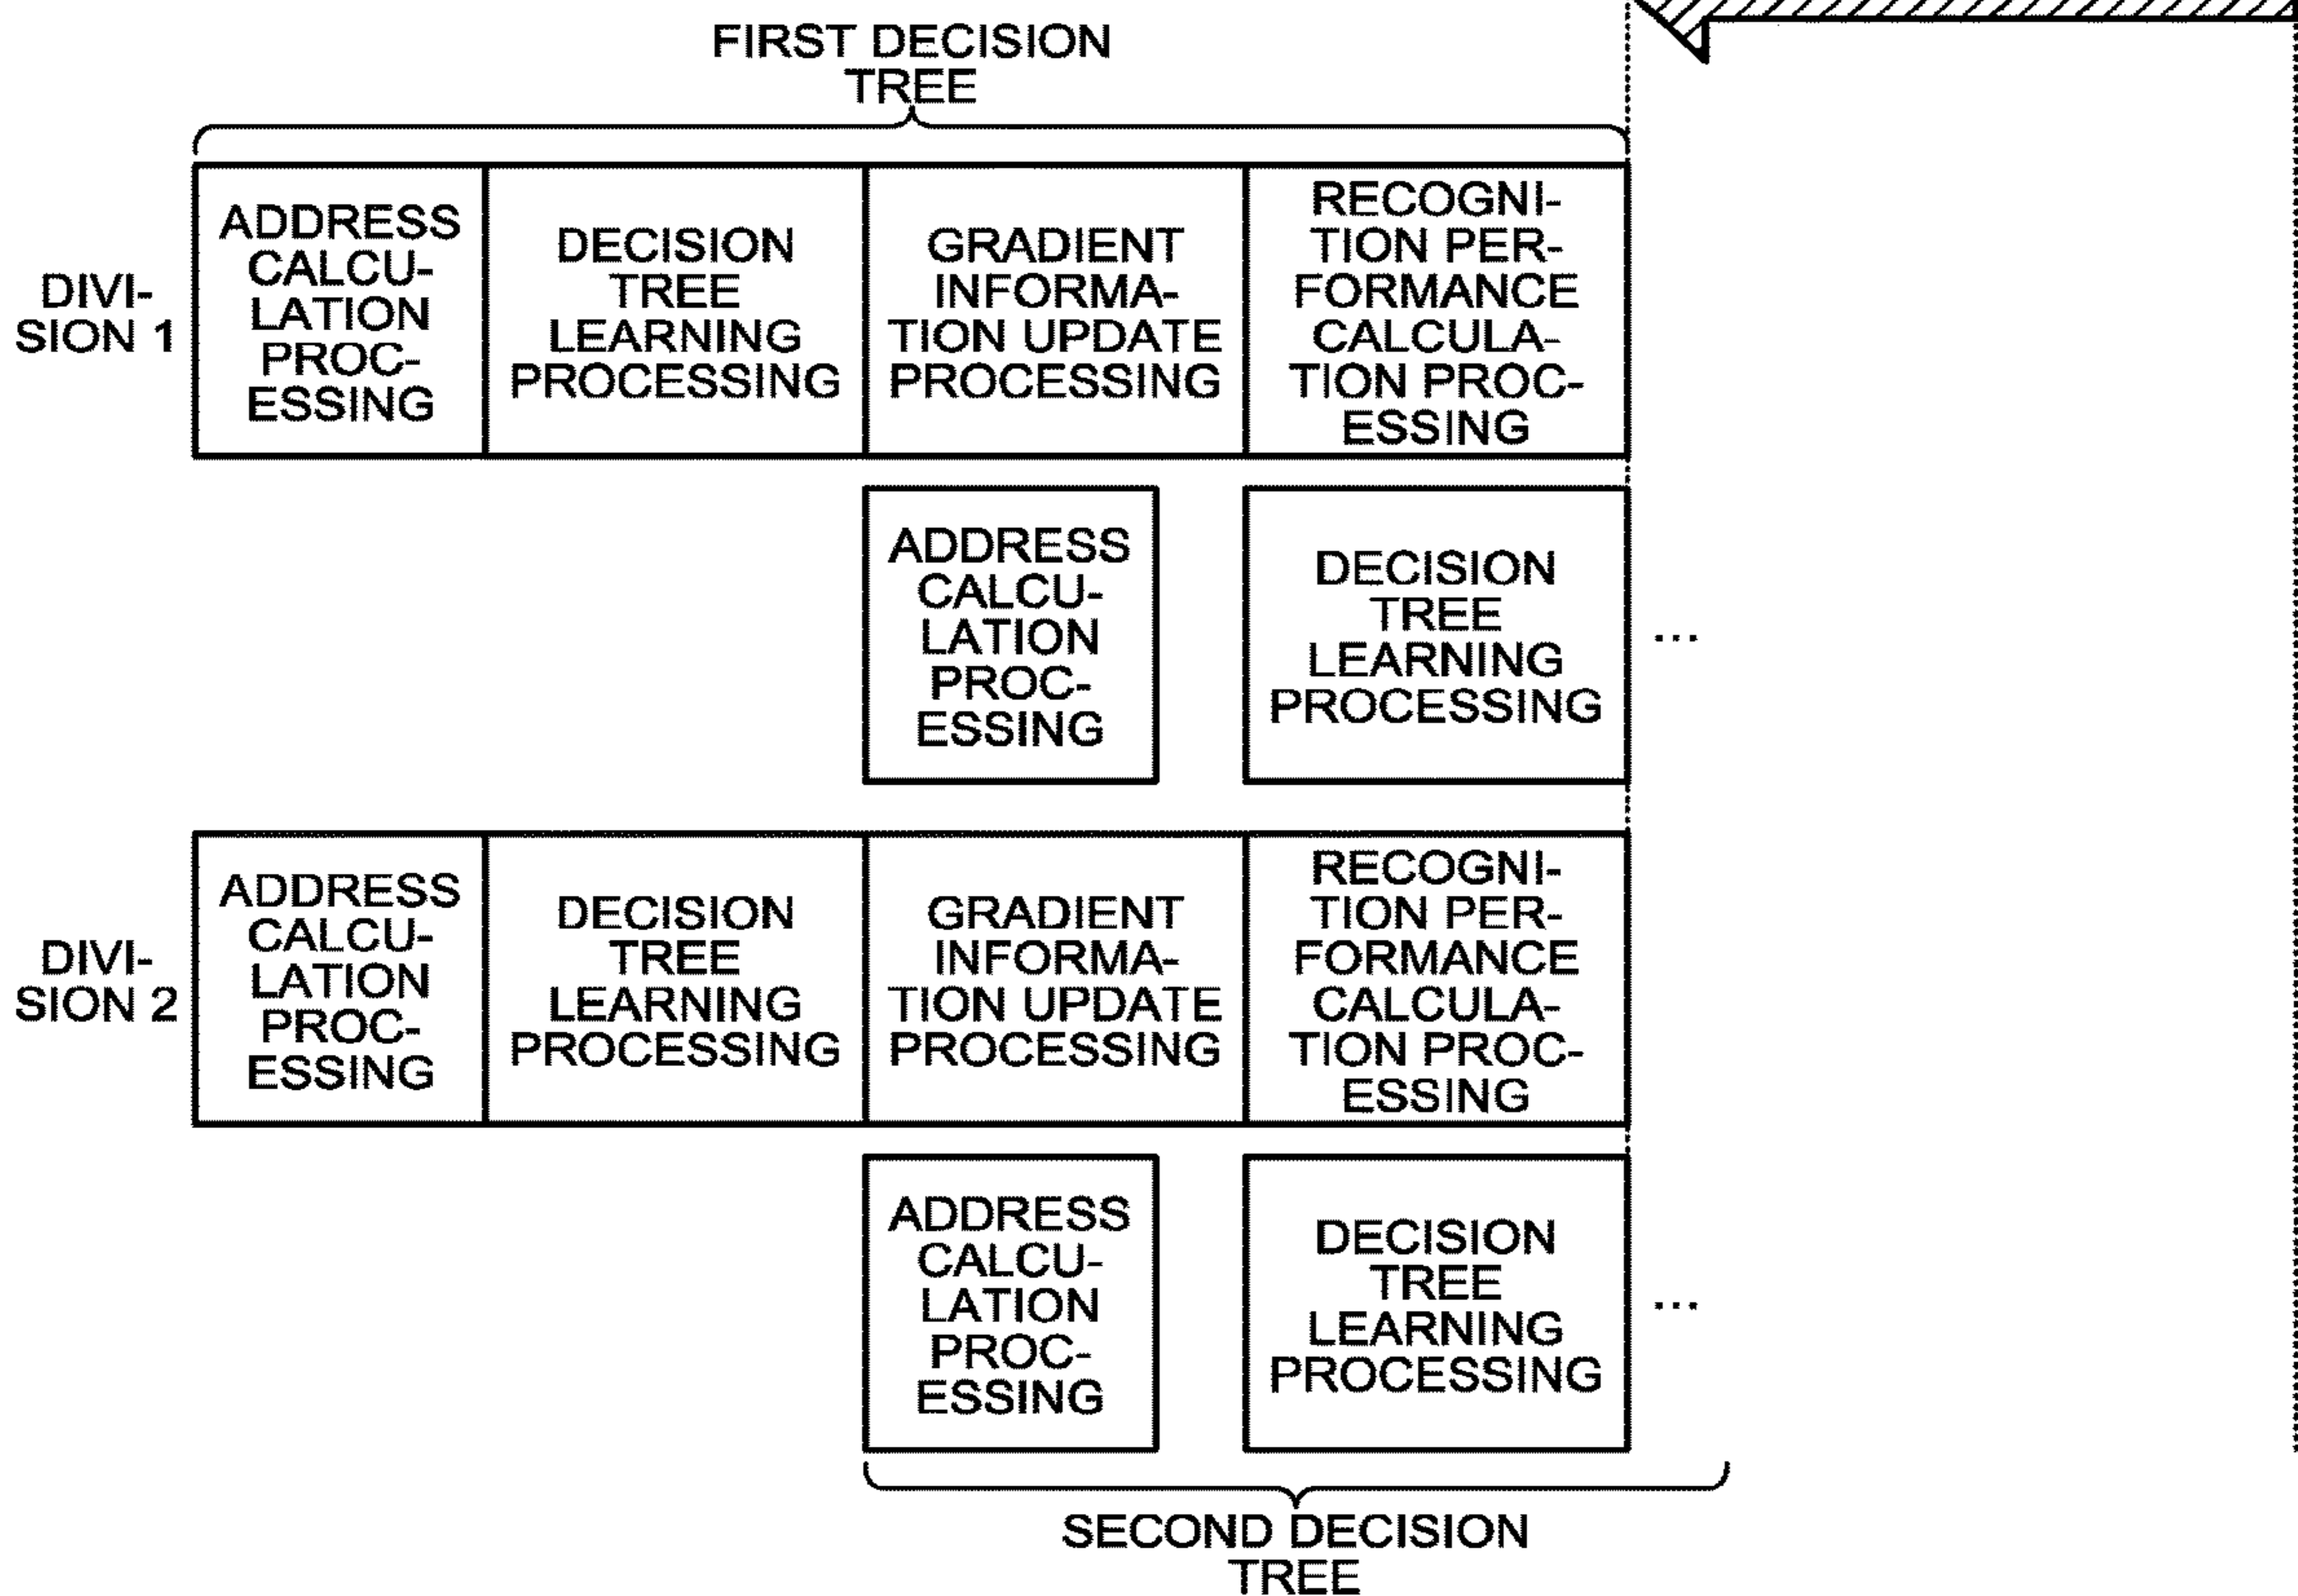 FIRST DECISION
TREE
DIVI-
SION 1
ADDRESS
CALCU-
LATION
PROC-
ESSING
DECISION
TREE
LEARNING
PROCESSING
GRADIENT
INFORMA-
TION UPDATE
PROCESSING
RECOGNI-
TION PER-
FORMANCE
CALCULA-
TION PROC-
ESSING
ADDRESS
CALCU-
LATION
PROC-
ESSING
DECISION
TREE
LEARNING
PROCESSING
...
DIVI-
SION 2
ADDRESS
CALCU-
LATION
PROC-
ESSING
DECISION
TREE
LEARNING
PROCESSING
GRADIENT
INFORMA-
TION UPDATE
PROCESSING
RECOGNI-
TION PER-
FORMANCE
CALCULA-
TION PROC-
ESSING
ADDRESS
CALCU-
LATION
PROC-
ESSING
DECISION
TREE
LEARNING
PROCESSING
...
SECOND DECISION
TREE